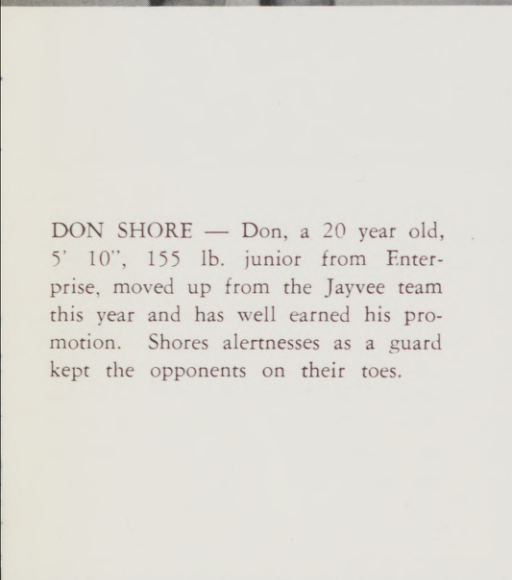 DON SHORE — Don, a 20 year old,
5' 10", 155 lb. junior from Enter-
prise, moved up from the Jayvee team
this year and has well earned his pro-
motion. Shores alertnesses as a guard
kept the opponents on their toes.